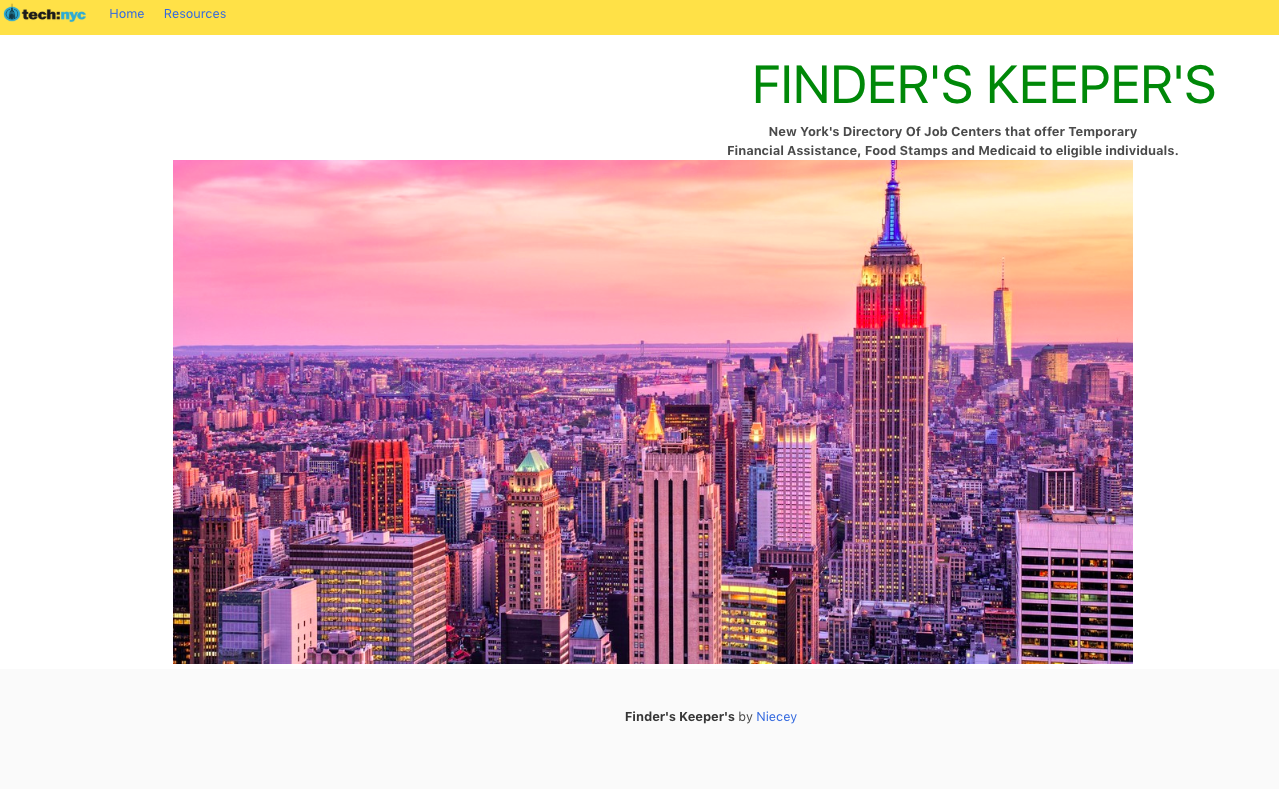 tech:nyc Home Resources
FINDER'S KEEPER'S
New York's Directory Of Job Centers that offer Temporary
Financial Assistance, Food Stamps and Medicaid to eligible individuals.
Finder's Keeper's by Niecey